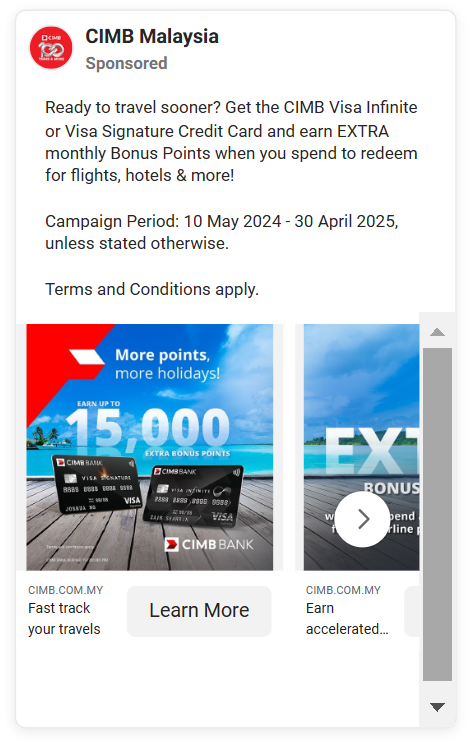 CIMB
100
YEARS & MORE
CIMB Malaysia
Sponsored
Ready to travel sooner? Get the CIMB Visa Infinite
or Visa Signature Credit Card and earn EXTRA
monthly Bonus Points when you spend to redeem
for flights, hotels & more!
Campaign Period: 10 May 2024 - 30 April 2025,
unless stated otherwise.
Terms and Conditions apply.
More points,
more holidays!
EARN UP TO
15,000
EXTRA BONUS POINTS
CIMB BANK
VISA SIGNATURE
VISA
CIMB BANK
VISA INFINITE
VISA
CIMB BANK
EXT
BONUS
CIMB.COM.MY
Fast track
your travels
Learn More
CIMB.COM.MY
Earn
accelerated...